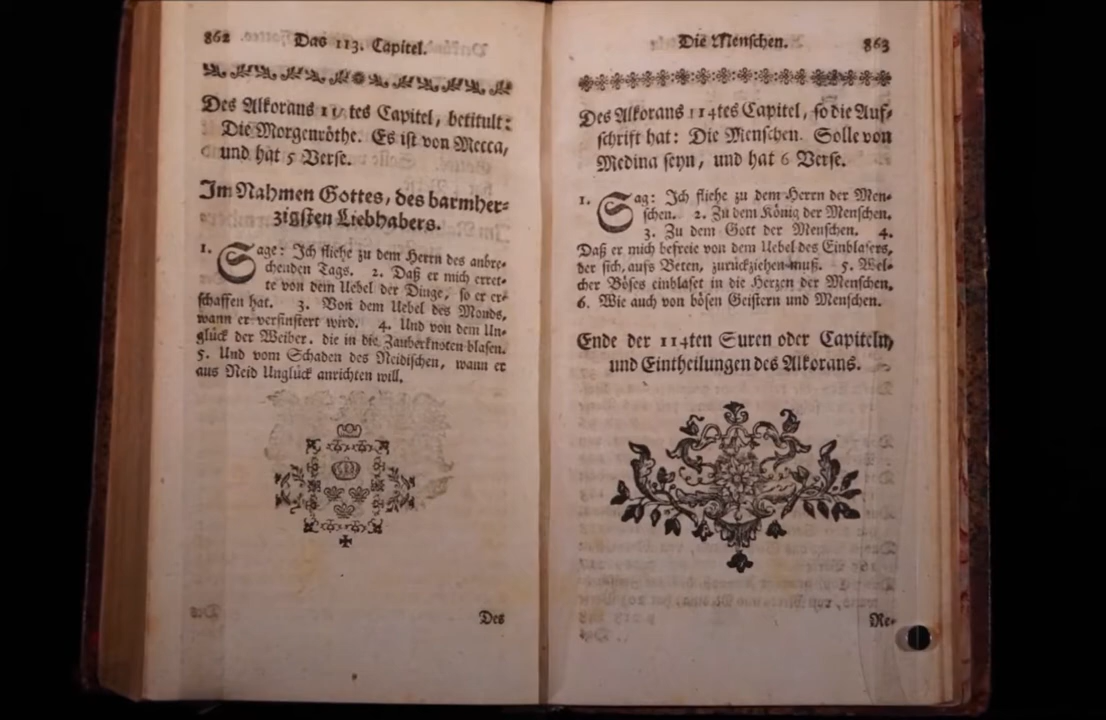 862 Das 113. Capitel.
Des Alkorans 113tes Capitel, betitult:
Die Morgenröthe. Es ist von Mecca,
und hat 5 Verse.
Im Nahmen Gottes, des barmher-
zigsten Liebhabers.
1. Sage: Ich fliehe zu dem Herrn des anbre-
chenden Tags. 2. Daß er mich erret-
te von dem Uebel der Dinge, so er er-
schaffen hat. 3. Von dem Uebel des Monds,
wann er verfinstert wird. 4. Und von dem Un-
glück der Weiber, die in die Zauberknoten blasen.
5. Und vom Schaden des Neidischen, wann er
aus Neid Unglück anrichten will.
Des
Die Menschen. 863
Des Alkorans 114tes Capitel, so die Auf-
schrift hat: Die Menschen. Solle von
Medina seyn, und hat 6 Verse.
1. Sag: Ich fliehe zu dem Herrn der Men-
schen. 2. Zu dem König der Menschen.
3. Zu dem Gott der Menschen. 4.
Daß er mich befreie von dem Uebel des Einblasers,
der sich, aufs Beten, zurückziehen muß. 5. Wel-
cher Böses einblaset in die Herzen der Menschen.
6. Wie auch von bösen Geistern und Menschen.
Ende der 114ten Suren oder Capiteln,
und Eintheilungen des Alkorans.
Re-